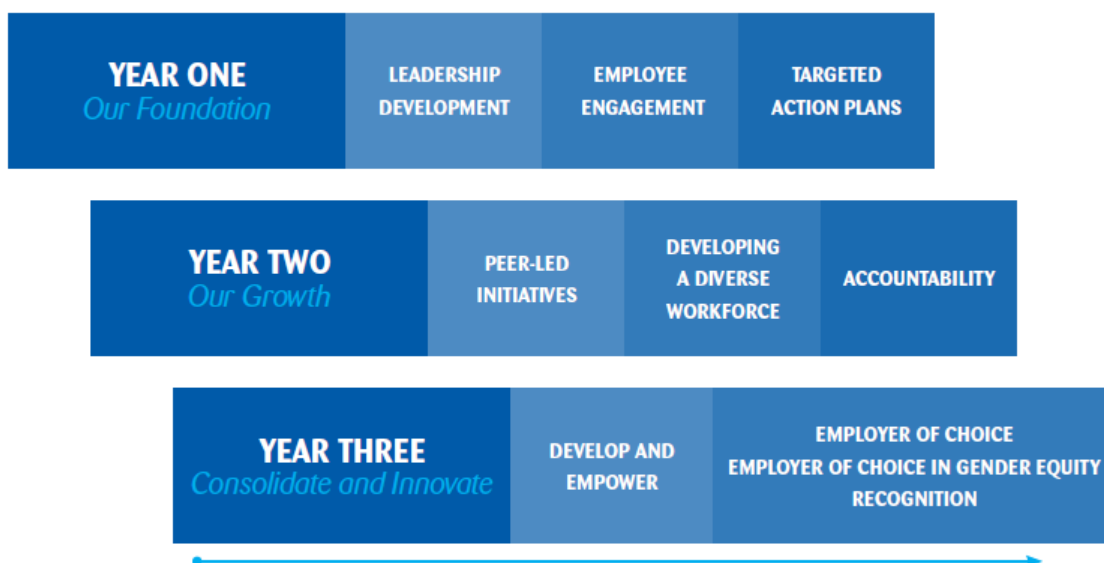 YEAR ONE
Our Foundation
LEADERSHIP
DEVELOPMENT
EMPLOYEE
ENGAGEMENT
TARGETED
ACTION PLANS
YEAR TWO
Our Growth
PEER-LED
INITIATIVES
DEVELOPING
A DIVERSE
WORKFORCE
ACCOUNTABILITY
YEAR THREE
Consolidate and Innovate
DEVELOP AND
EMPOWER
EMPLOYER OF CHOICE
EMPLOYER OF CHOICE IN GENDER EQUITY
RECOGNITION